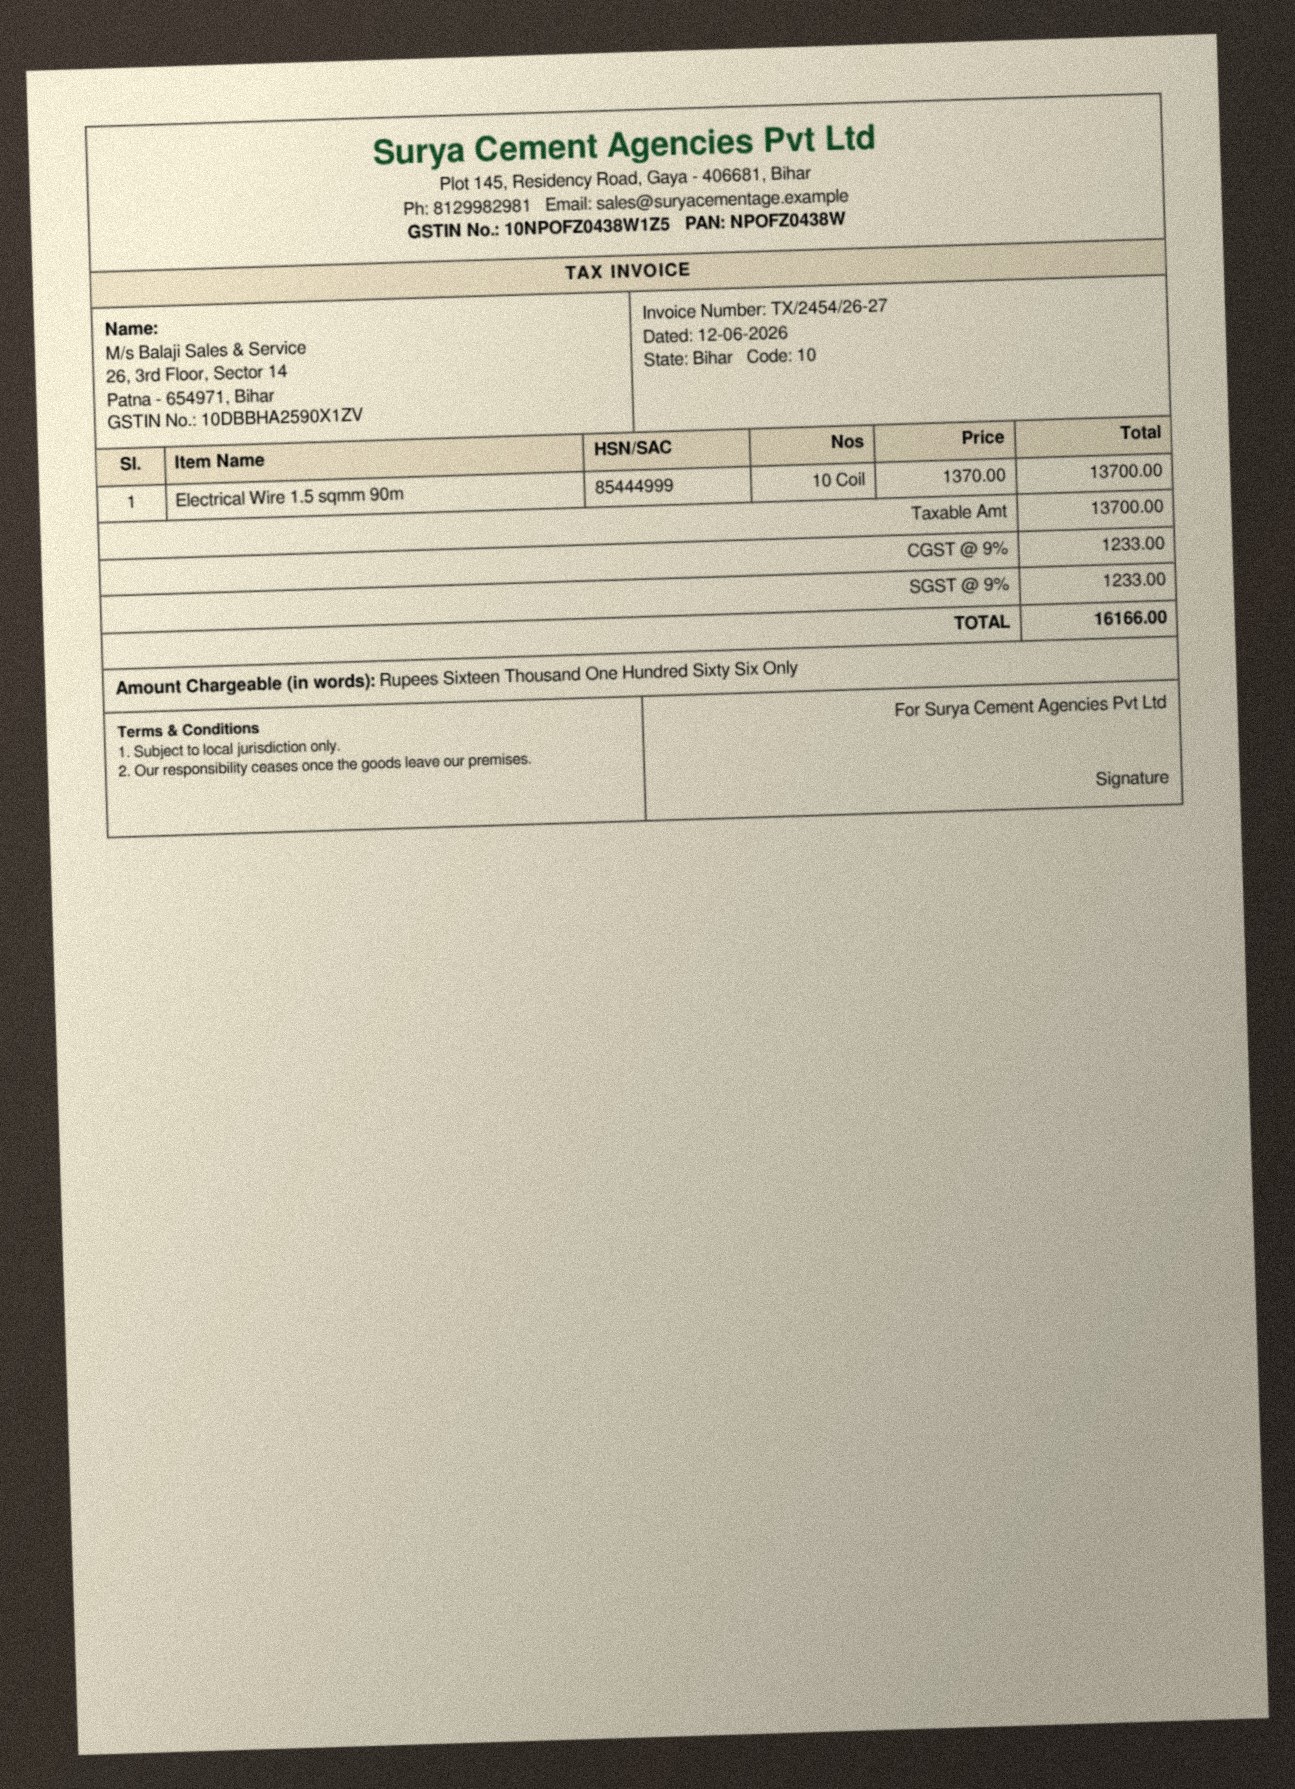 Surya Cement Agencies Pvt Ltd
Plot 145, Residency Road, Gaya - 406681, Bihar
Ph: 8129982981 Email: sales@suryacementage.example
GSTIN No.: 10NPOFZ0438W1Z5 PAN: NPOFZ0438W
TAX INVOICE
Name:
M/s Balaji Sales & Service
26, 3rd Floor, Sector 14
Patna - 654971, Bihar
GSTIN No.: 10DBBHA2590X1ZV
Invoice Number: TX/2454/26-27
Dated: 12-06-2026
State: Bihar Code: 10
Sl. Item Name HSN/SAC Nos Price Total
1 Electrical Wire 1.5 sqmm 90m 85444999 10 Coil 1370.00 13700.00
Taxable Amt 13700.00
CGST @ 9% 1233.00
SGST @ 9% 1233.00
TOTAL 16166.00
Amount Chargeable (in words): Rupees Sixteen Thousand One Hundred Sixty Six Only
Terms & Conditions
1. Subject to local jurisdiction only.
2. Our responsibility ceases once the goods leave our premises.
For Surya Cement Agencies Pvt Ltd
Signature